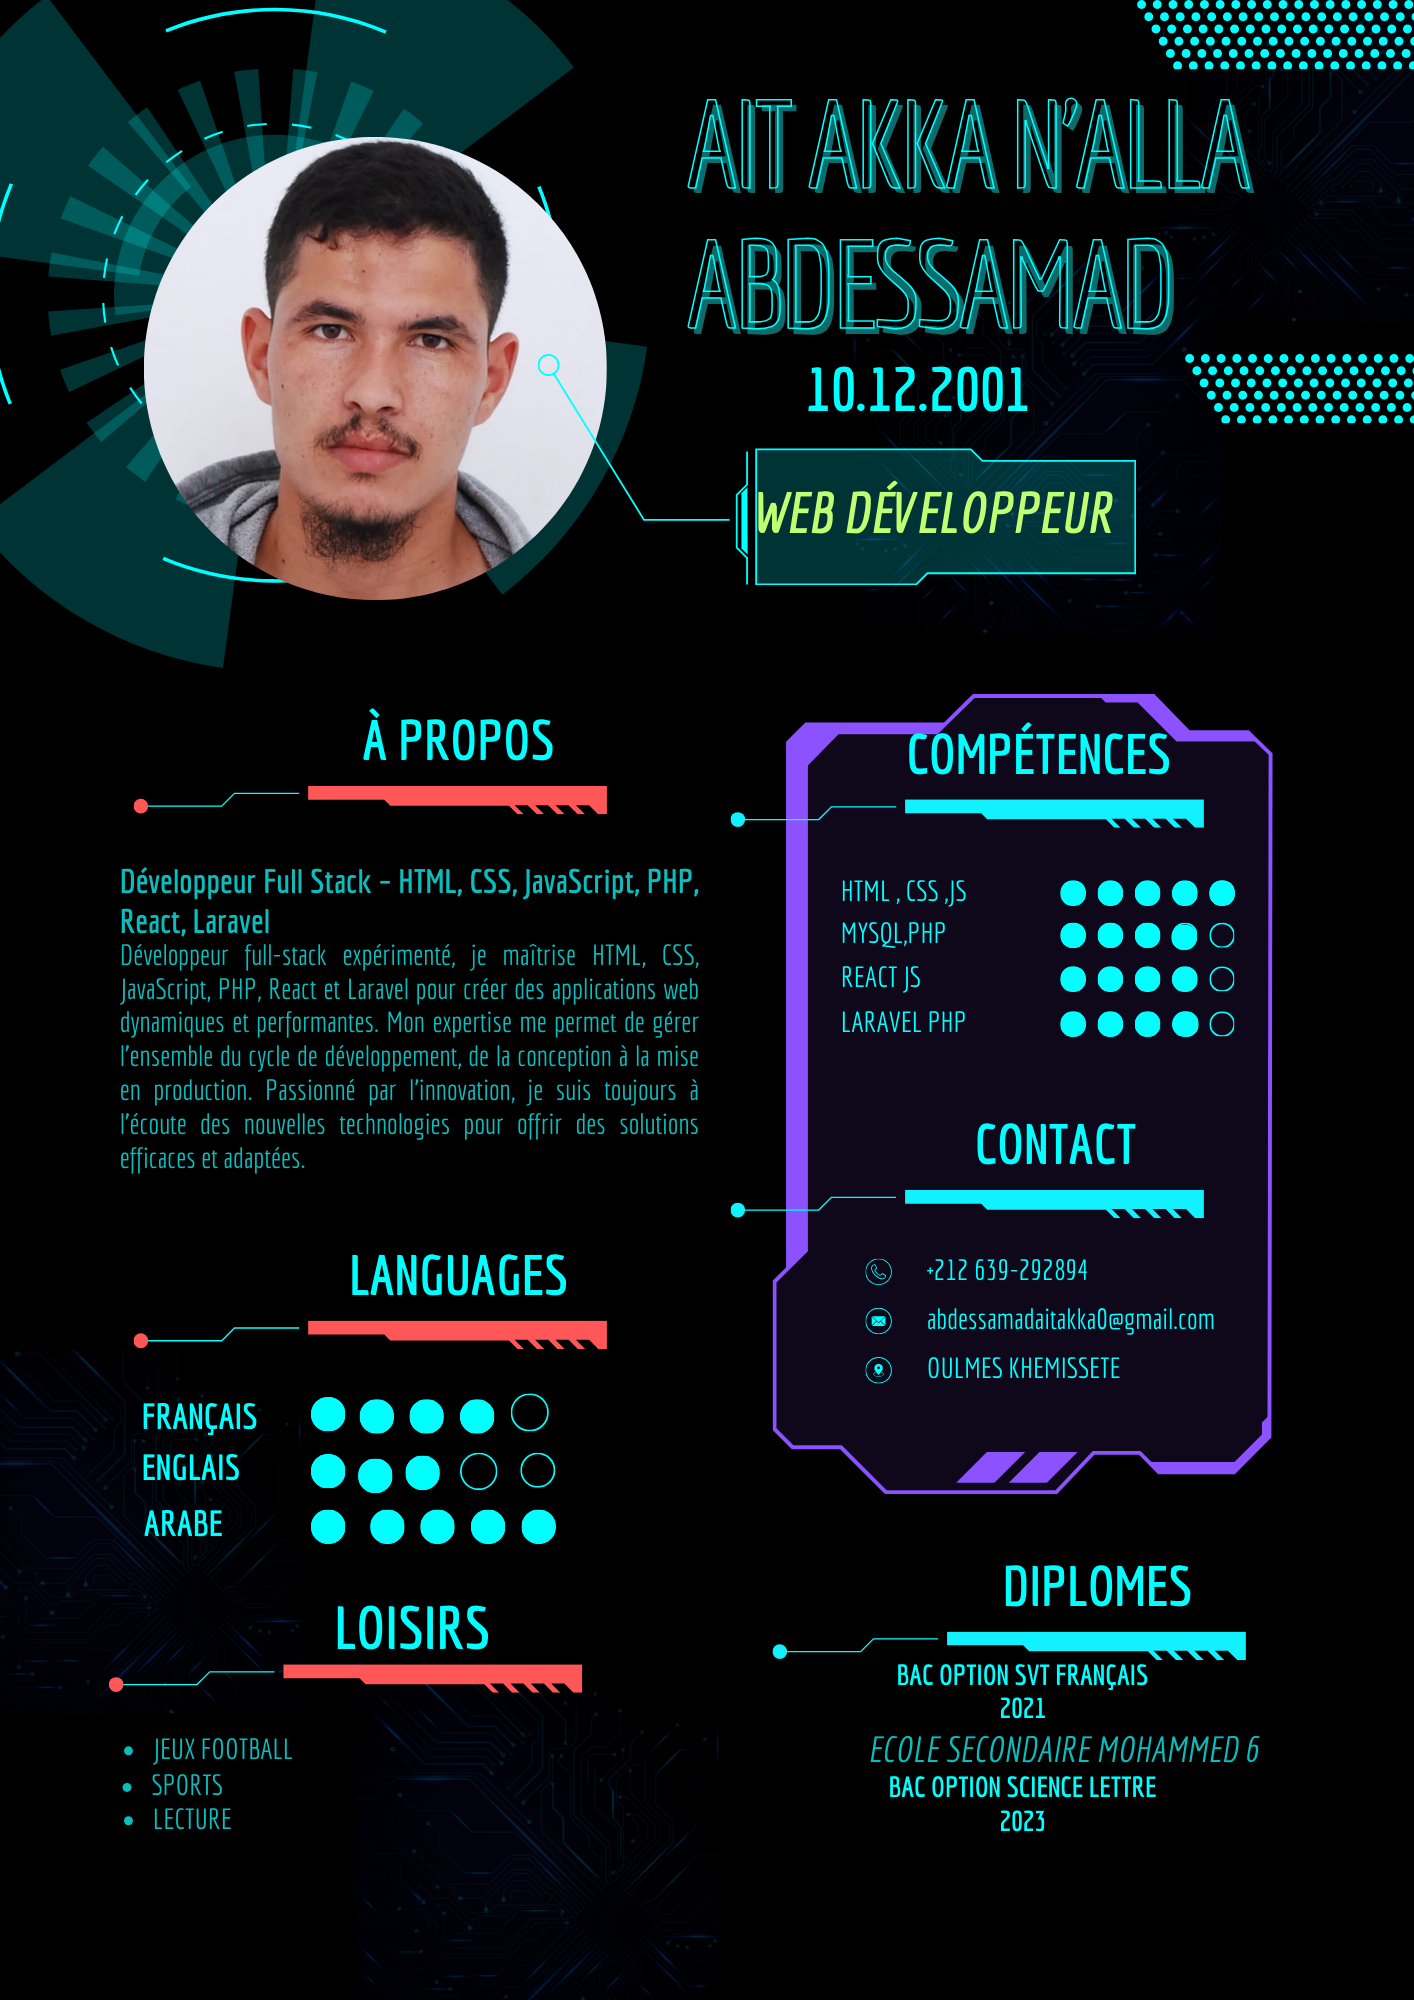 AIT AKKA N'ALLA
ABDESSAMAD
10.12.2001
WEB DÉVELOPPEUR
À PROPOS
Développeur Full Stack – HTML, CSS, JavaScript, PHP,
React, Laravel
Développeur full-stack expérimenté, je maîtrise HTML, CSS,
JavaScript, PHP, React et Laravel pour créer des applications web
dynamiques et performantes. Mon expertise me permet de gérer
l'ensemble du cycle de développement, de la conception à la mise
en production. Passionné par l'innovation, je suis toujours à
l'écoute des nouvelles technologies pour offrir des solutions
efficaces et adaptées.
LANGUAGES
FRANÇAIS
ENGLAIS
ARABE
LOISIRS
• JEUX FOOTBALL
• SPORTS
• LECTURE
COMPÉTENCES
HTML , CSS ,JS
MYSQL,PHP
REACT JS
LARAVEL PHP
CONTACT
+212 639-292894
abdessamadaitakka0@gmail.com
OULMES KHEMISSETE
DIPLOMES
BAC OPTION SVT FRANÇAIS
2021
ECOLE SECONDAIRE MOHAMMED 6
BAC OPTION SCIENCE LETTRE
2023